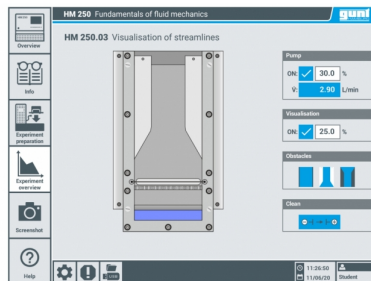 HM 250 Fundamentals of fluid mechanics
gunt
HM 250.03 Visualisation of streamlines
Overview
Info
Experiment
preparation
Experiment
overview
Screenshot
Help
Pump
ON: 30.0 %
V̇: 2.90 L/min
Visualisation
ON: 25.0 %
Obstacles
Clean
11:26:50
11/06/20 Student